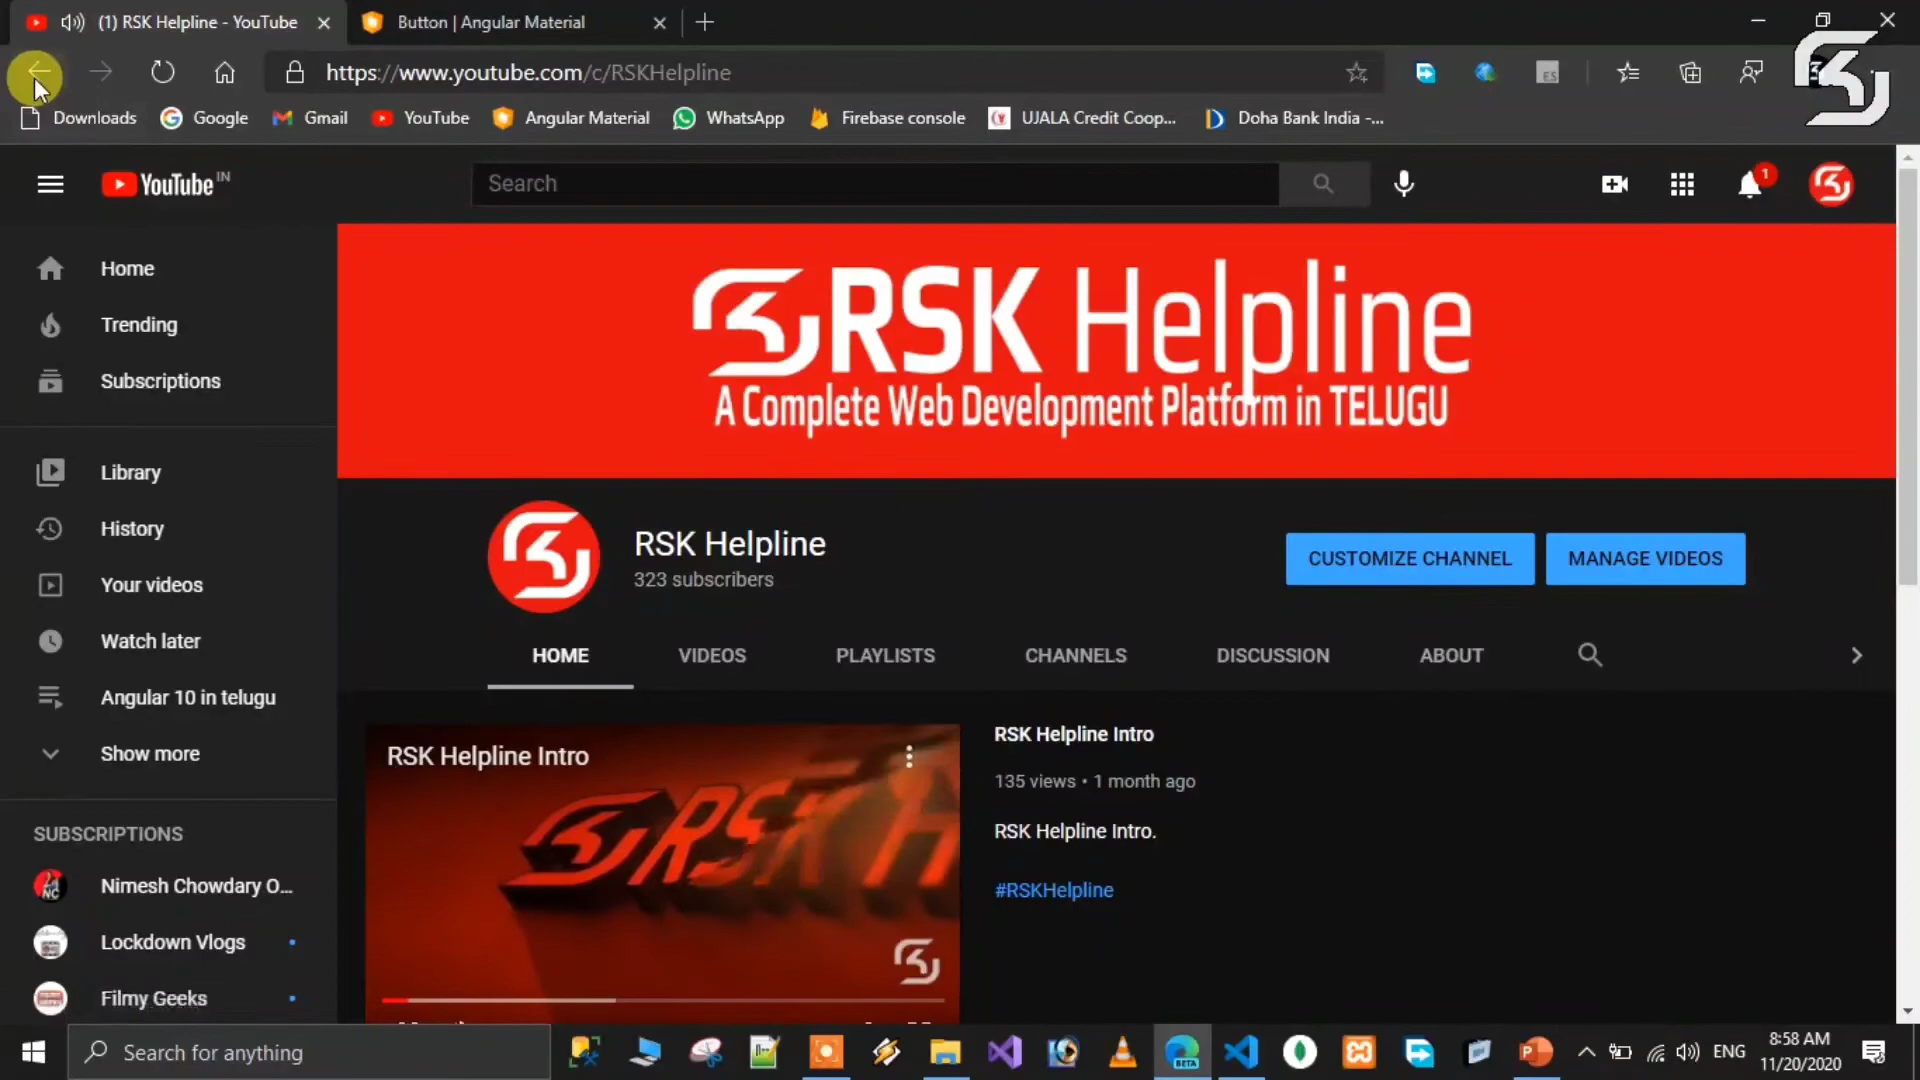 (1) RSK Helpline - YouTube
Button | Angular Material
https://www.youtube.com/c/RSKHelpline
Downloads
Google
Gmail
YouTube
Angular Material
WhatsApp
Firebase console
UJALA Credit Coop...
Doha Bank India -...
YouTube IN
Search
1
Home
Trending
Subscriptions
Library
History
Your videos
Watch later
Angular 10 in telugu
Show more
SUBSCRIPTIONS
Nimesh Chowdary O...
Lockdown Vlogs
Filmy Geeks
RSK Helpline
A Complete Web Development Platform in TELUGU
RSK Helpline
323 subscribers
CUSTOMIZE CHANNEL
MANAGE VIDEOS
HOME
VIDEOS
PLAYLISTS
CHANNELS
DISCUSSION
ABOUT
RSK Helpline Intro
RSK H
RSK Helpline Intro
135 views • 1 month ago
RSK Helpline Intro.
#RSKHelpline
Search for anything
BETA
ENG
8:58 AM
11/20/2020